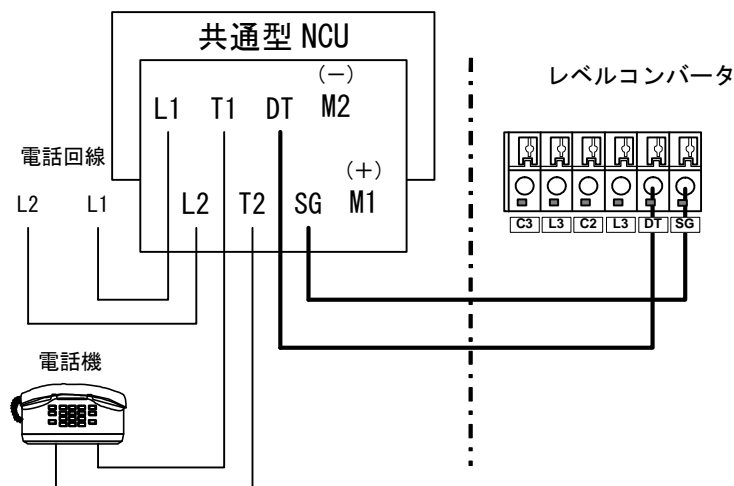 共通型 NCU
(－)
L1 T1 DT M2
(＋)
L2 T2 SG M1
電話回線
L2 L1
電話機
レベルコンバータ
C3 L3 C2 L3 DT SG